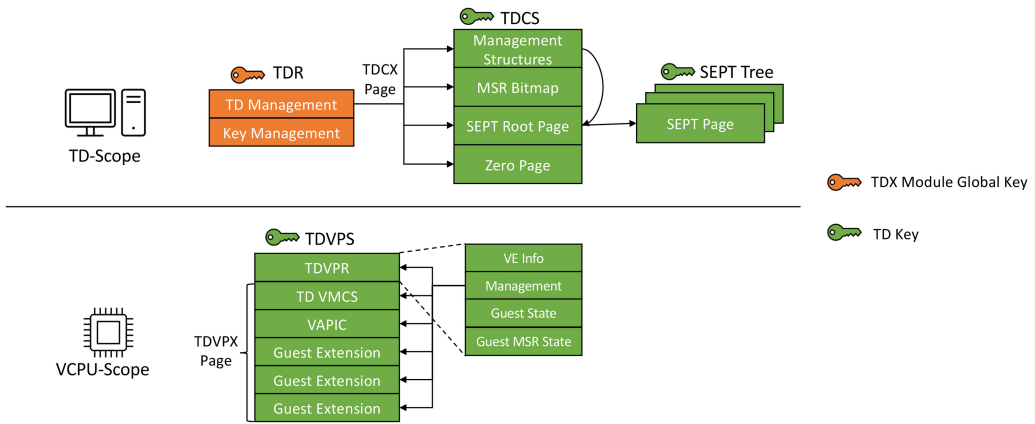 TDCS
Management
Structures
MSR Bitmap
SEPT Root Page
Zero Page
TDCX
Page
TDR
TD Management
Key Management
SEPT Tree
SEPT Page
TD-Scope
TDX Module Global Key
TD Key
TDVPS
TDVPR
TD VMCS
VAPIC
Guest Extension
Guest Extension
Guest Extension
TDVPX
Page
VE Info
Management
Guest State
Guest MSR State
VCPU-Scope